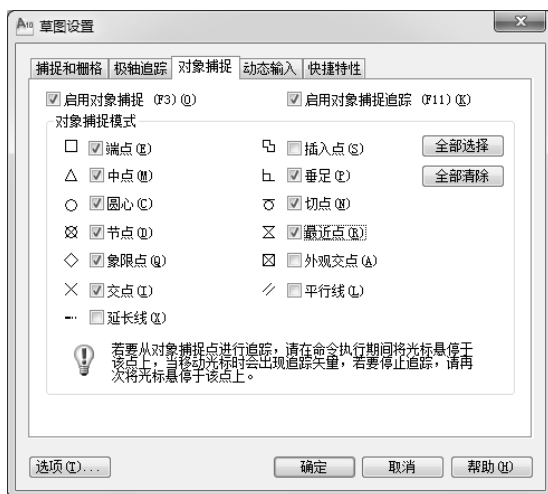 草图设置
捕捉和栅格 极轴追踪 对象捕捉 动态输入 快捷特性
启用对象捕捉 (F3)(O) 启用对象捕捉追踪 (F11)(K)
对象捕捉模式
端点(E) 插入点(S) 全部选择
中点(M) 垂足(P) 全部清除
圆心(C) 切点(N)
节点(D) 最近点(R)
象限点(Q) 外观交点(A)
交点(I) 平行线(L)
延长线(X)
若要从对象捕捉点进行追踪，请在命令执行期间将光标悬停于
该点上，当移动光标时会出现追踪矢量，若要停止追踪，请再
次将光标悬停于该点上。
选项(T)... 确定 取消 帮助(H)